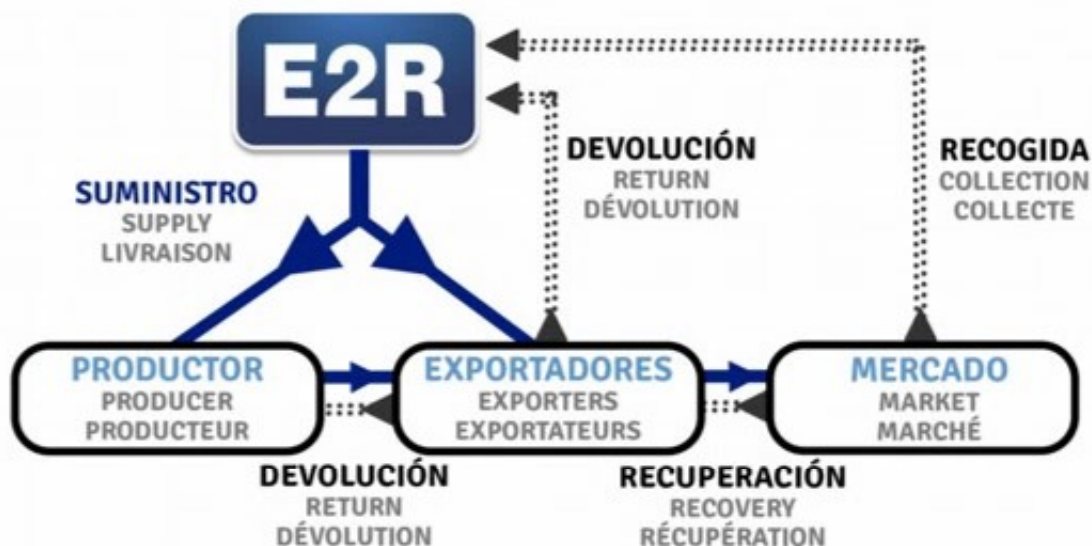 E2R
SUMINISTRO
SUPPLY
LIVRAISON
DEVOLUCIÓN
RETURN
DÉVOLUTION
RECOGIDA
COLLECTION
COLLECTE
PRODUCTOR
PRODUCER
PRODUCTEUR
EXPORTADORES
EXPORTERS
EXPORTATEURS
MERCADO
MARKET
MARCHÉ
DEVOLUCIÓN
RETURN
DÉVOLUTION
RECUPERACIÓN
RECOVERY
RÉCUPÉRATION